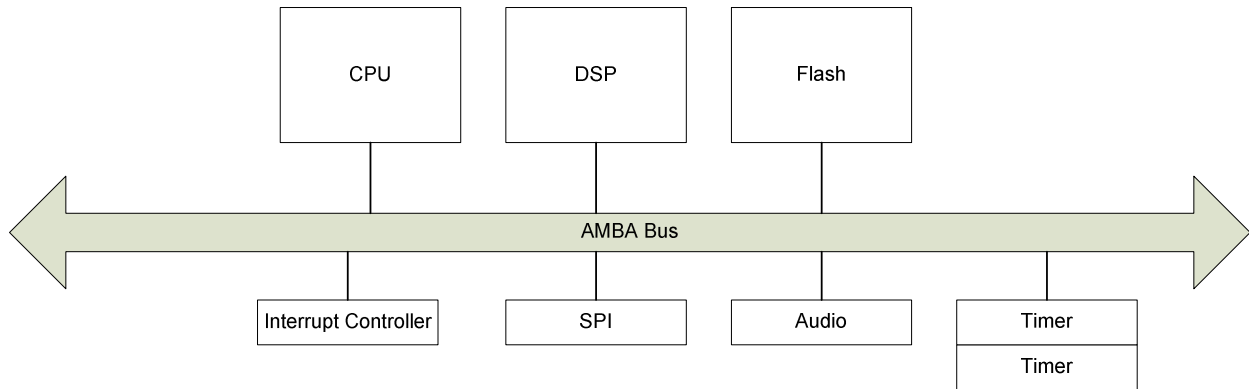 CPU
DSP
Flash
AMBA Bus
Interrupt Controller
SPI
Audio
Timer
Timer